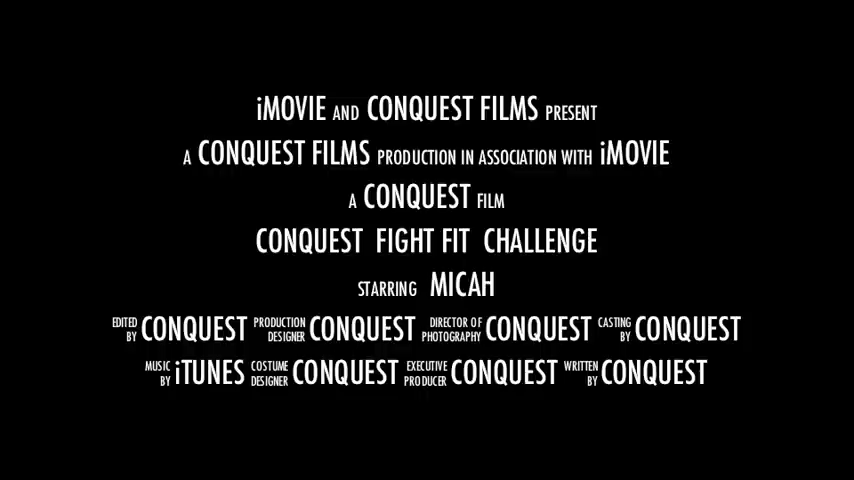 iMOVIE AND CONQUEST FILMS PRESENT
A CONQUEST FILMS PRODUCTION IN ASSOCIATION WITH iMOVIE
A CONQUEST FILM
CONQUEST FIGHT FIT CHALLENGE
STARRING MICAH
EDITED BY CONQUEST PRODUCTION DESIGNER CONQUEST DIRECTOR OF PHOTOGRAPHY CONQUEST CASTING BY CONQUEST
MUSIC BY iTUNES COSTUME DESIGNER CONQUEST EXECUTIVE PRODUCER CONQUEST WRITTEN BY CONQUEST